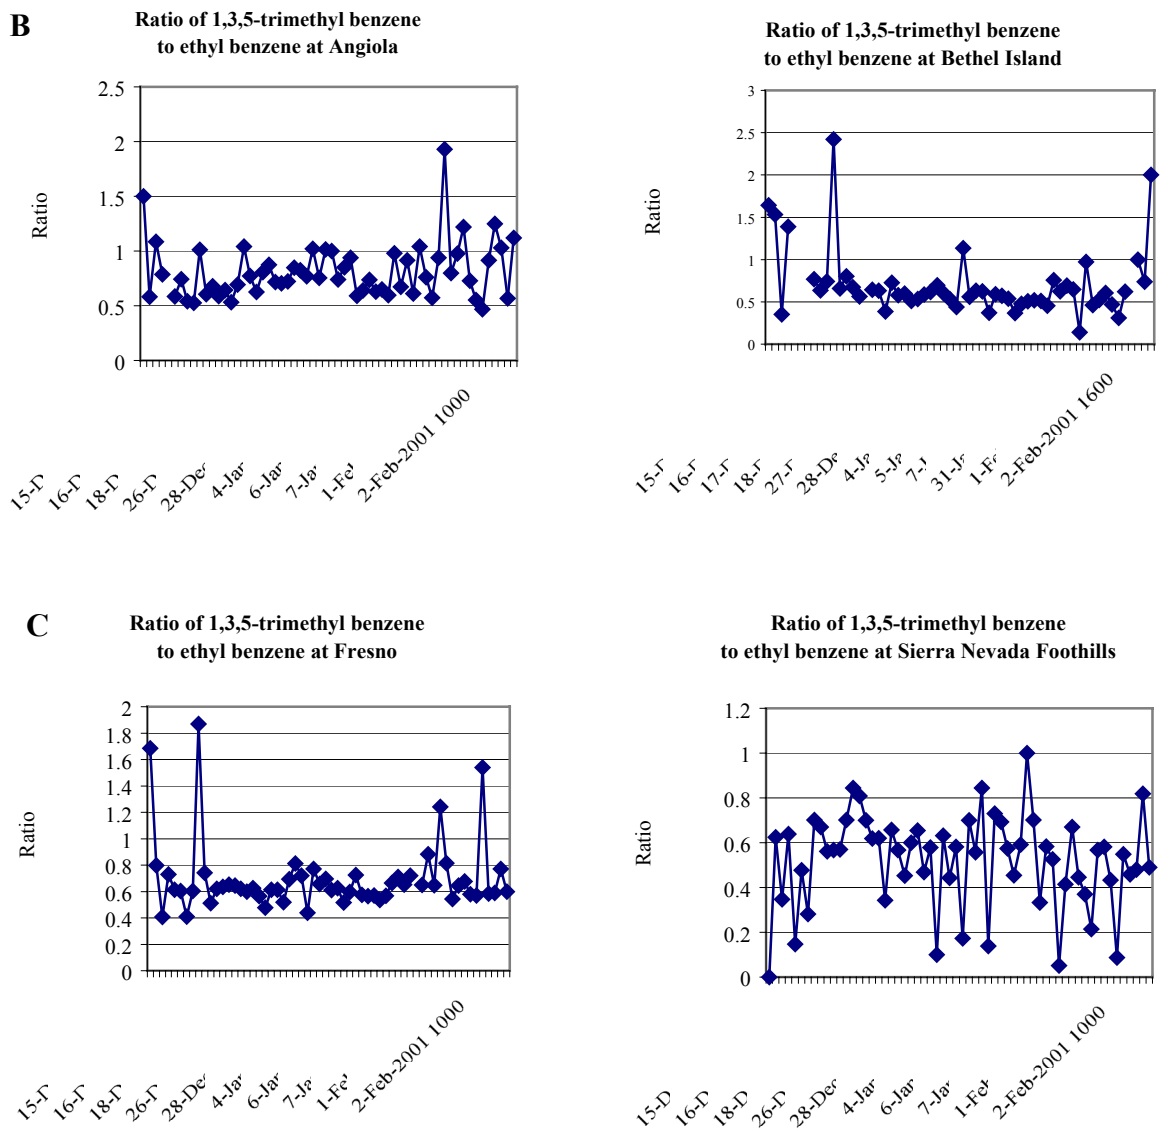 B
Ratio of 1,3,5-trimethyl benzene
to ethyl benzene at Angiola
2.5
2
1.5
1
0.5
0
Ratio
15-D
16-D
18-D
26-D
28-Dec
4-Jan
6-Jan
7-Ja
1-Fe
2-Feb-2001 1000
Ratio of 1,3,5-trimethyl benzene
to ethyl benzene at Bethel Island
3
2.5
2
1.5
1
0.5
0
Ratio
15-D
16-D
17-D
18-D
27-D
28-De
4-Ja
5-Ja
7-J
31-Ja
1-Fe
2-Feb-2001 1600
C
Ratio of 1,3,5-trimethyl benzene
to ethyl benzene at Fresno
2
1.8
1.6
1.4
1.2
1
0.8
0.6
0.4
0.2
0
Ratio
15-D
16-D
18-D
26-D
28-Dec
4-Jan
6-Jan
7-Ja
1-Fe
2-Feb-2001 1000
Ratio of 1,3,5-trimethyl benzene
to ethyl benzene at Sierra Nevada Foothills
1.2
1
0.8
0.6
0.4
0.2
0
Ratio
15-D
16-D
18-D
26-D
28-Dec
4-Jan
6-Jan
7-Ja
1-Feb
2-Feb-2001 1000